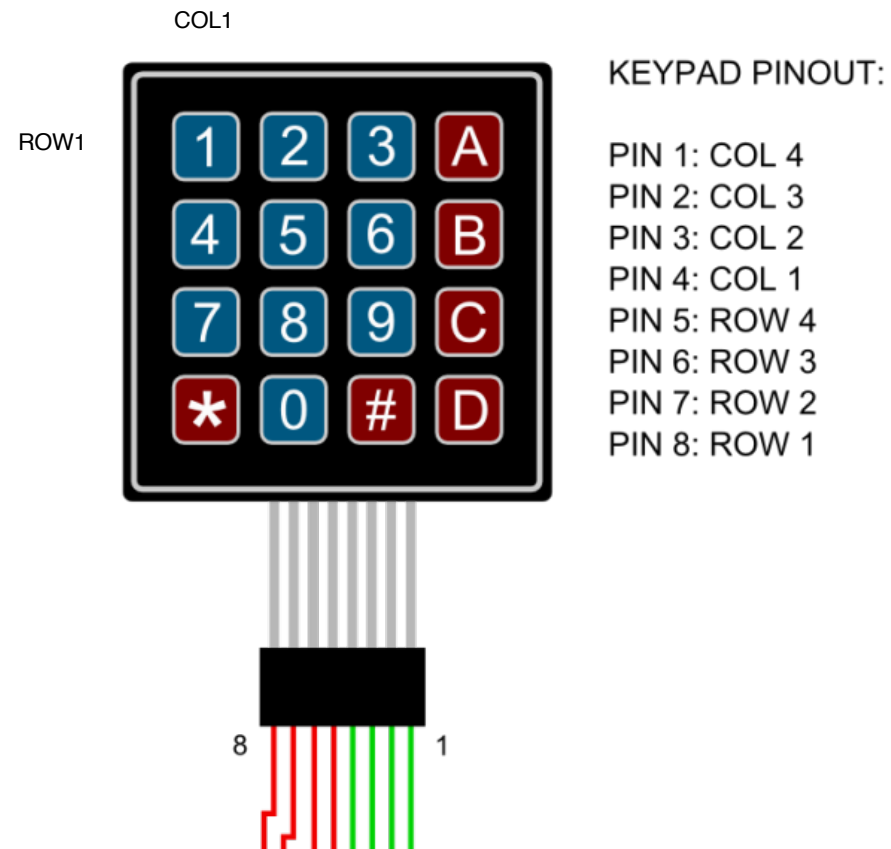 COL1
KEYPAD PINOUT:
ROW1
1 2 3 A
4 5 6 B
7 8 9 C
* 0 # D
PIN 1: COL 4
PIN 2: COL 3
PIN 3: COL 2
PIN 4: COL 1
PIN 5: ROW 4
PIN 6: ROW 3
PIN 7: ROW 2
PIN 8: ROW 1
8 1